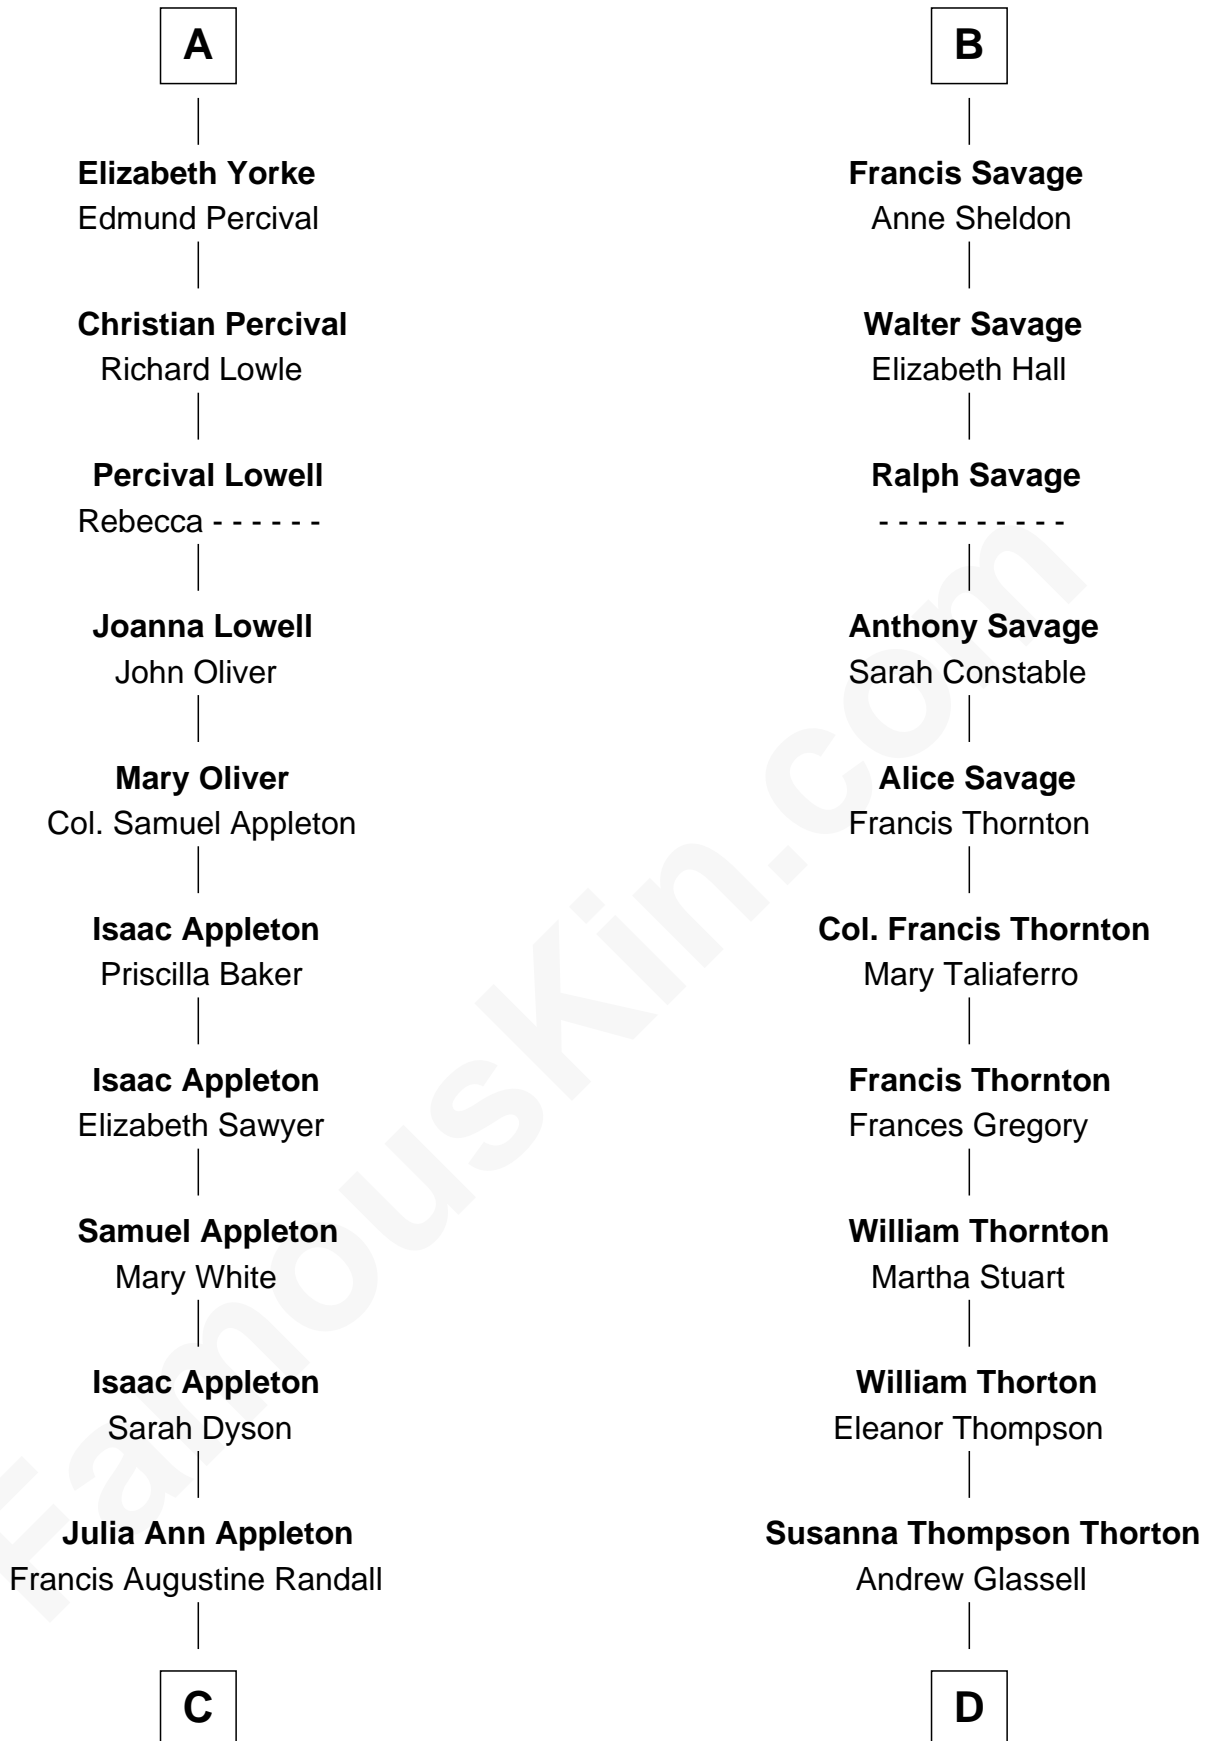 A
Elizabeth Yorke
Edmund Percival
Christian Percival
Richard Lowle
Percival Lowell
Rebecca - - - - - -
Joanna Lowell
John Oliver
Mary Oliver
Col. Samuel Appleton
Isaac Appleton
Priscilla Baker
Isaac Appleton
Elizabeth Sawyer
Samuel Appleton
Mary White
Isaac Appleton
Sarah Dyson
Julia Ann Appleton
Francis Augustine Randall
C
B
Francis Savage
Anne Sheldon
Walter Savage
Elizabeth Hall
Ralph Savage
- - - - - - - - - -
Anthony Savage
Sarah Constable
Alice Savage
Francis Thornton
Col. Francis Thornton
Mary Taliaferro
Francis Thornton
Frances Gregory
William Thornton
Martha Stuart
William Thorton
Eleanor Thompson
Susanna Thompson Thorton
Andrew Glassell
D
FamousKin.com